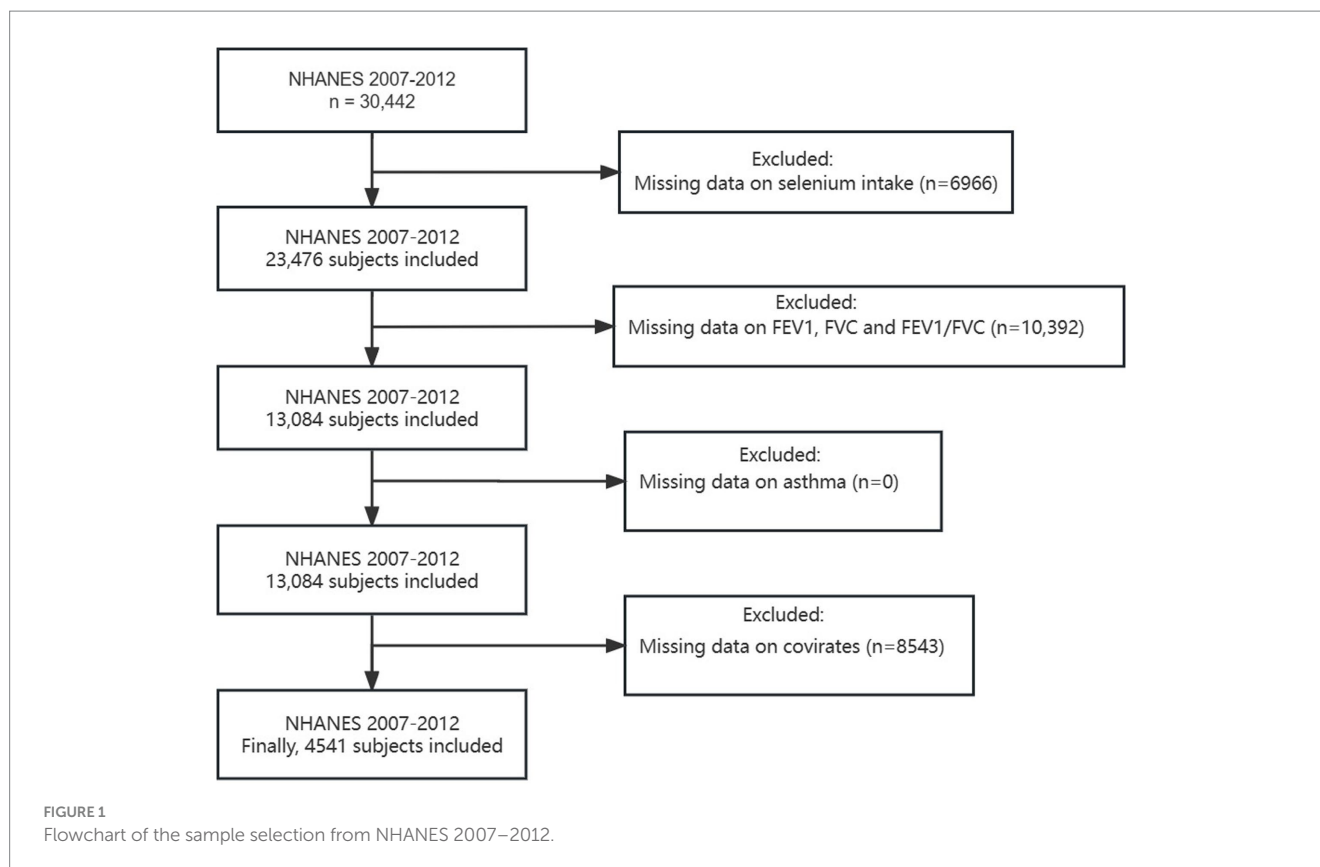 NHANES 2007-2012
n = 30,442
Excluded:
Missing data on selenium intake (n=6966)
NHANES 2007-2012
23,476 subjects included
Excluded:
Missing data on FEV1, FVC and FEV1/FVC (n=10,392)
NHANES 2007-2012
13,084 subjects included
Excluded:
Missing data on asthma (n=0)
NHANES 2007-2012
13,084 subjects included
Excluded:
Missing data on covirates (n=8543)
NHANES 2007-2012
Finally, 4541 subjects included
FIGURE 1
Flowchart of the sample selection from NHANES 2007–2012.